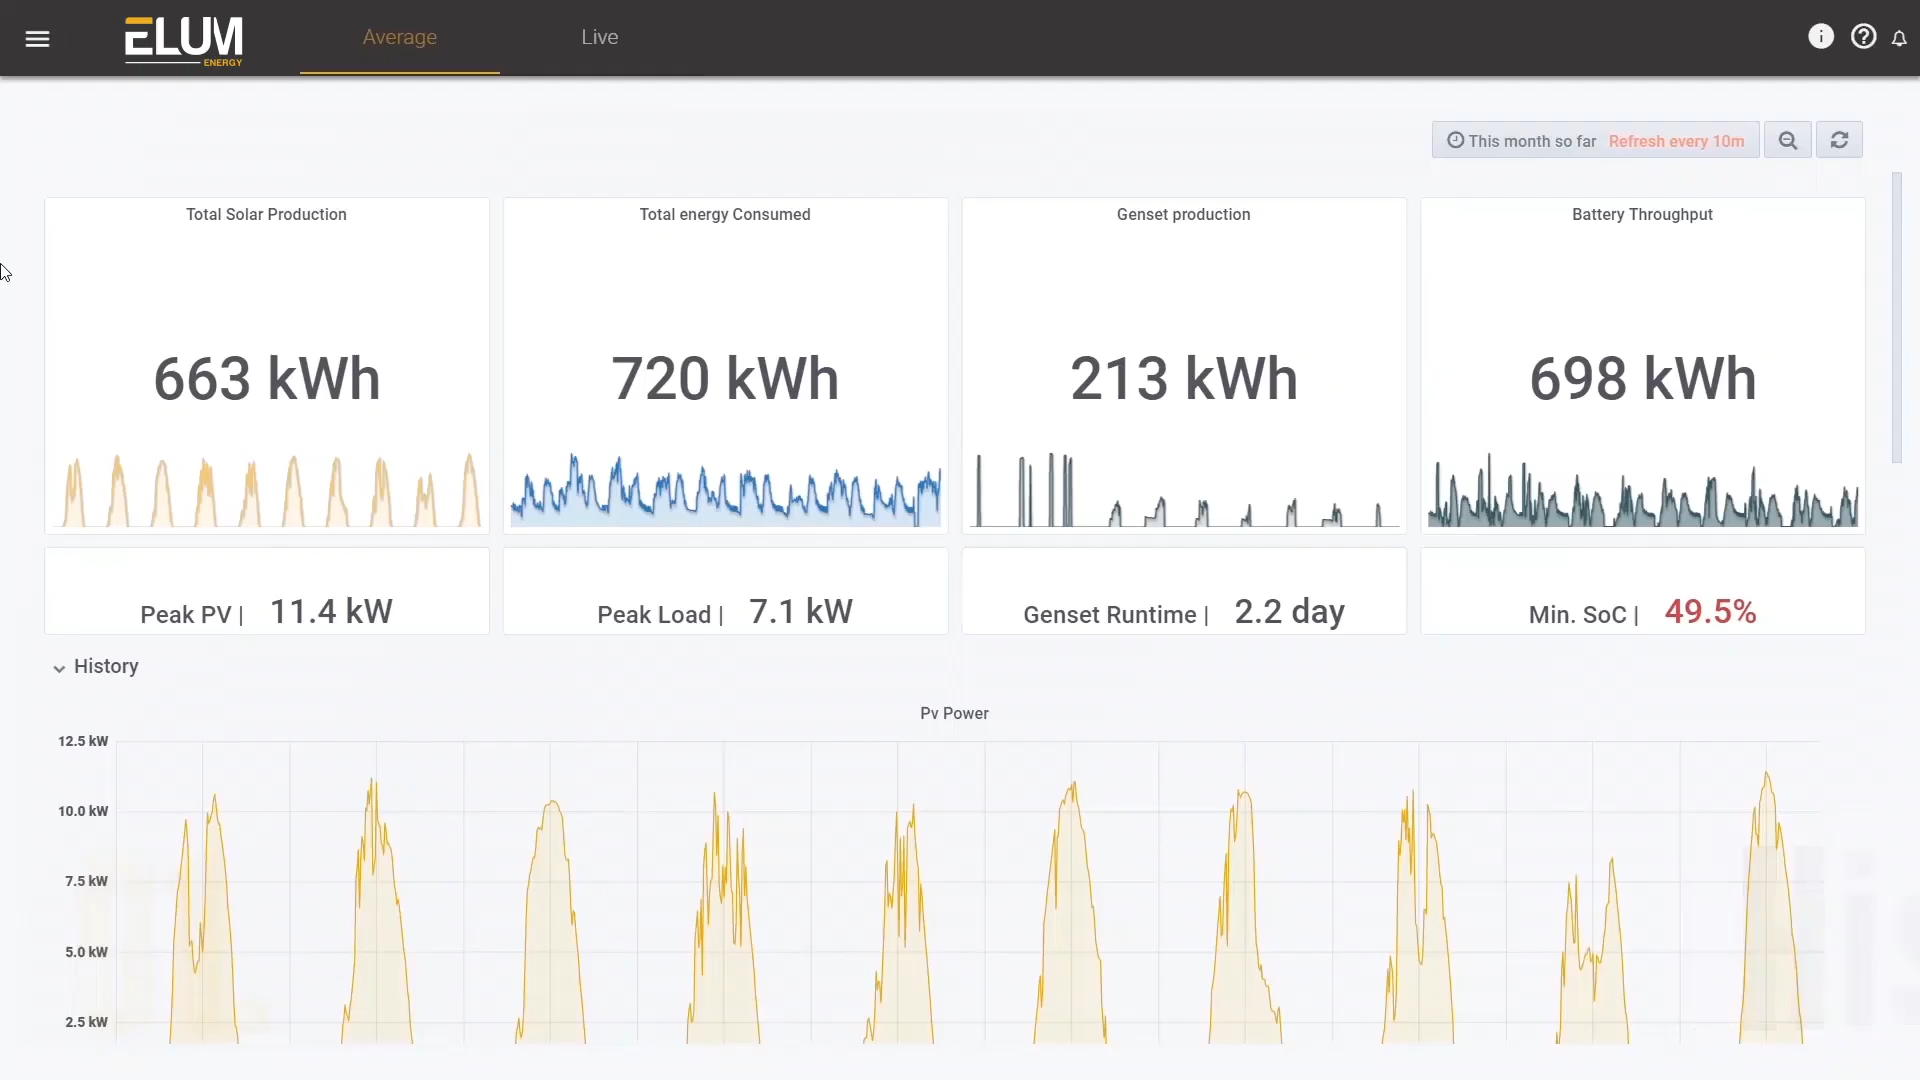 ELUM
ENERGY
Average
Live
This month so far Refresh every 10m
Total Solar Production
663 kWh
Total energy Consumed
720 kWh
Genset production
213 kWh
Battery Throughput
698 kWh
Peak PV | 11.4 kW
Peak Load | 7.1 kW
Genset Runtime | 2.2 day
Min. SoC | 49.5%
History
Pv Power
12.5 kW
10.0 kW
7.5 kW
5.0 kW
2.5 kW